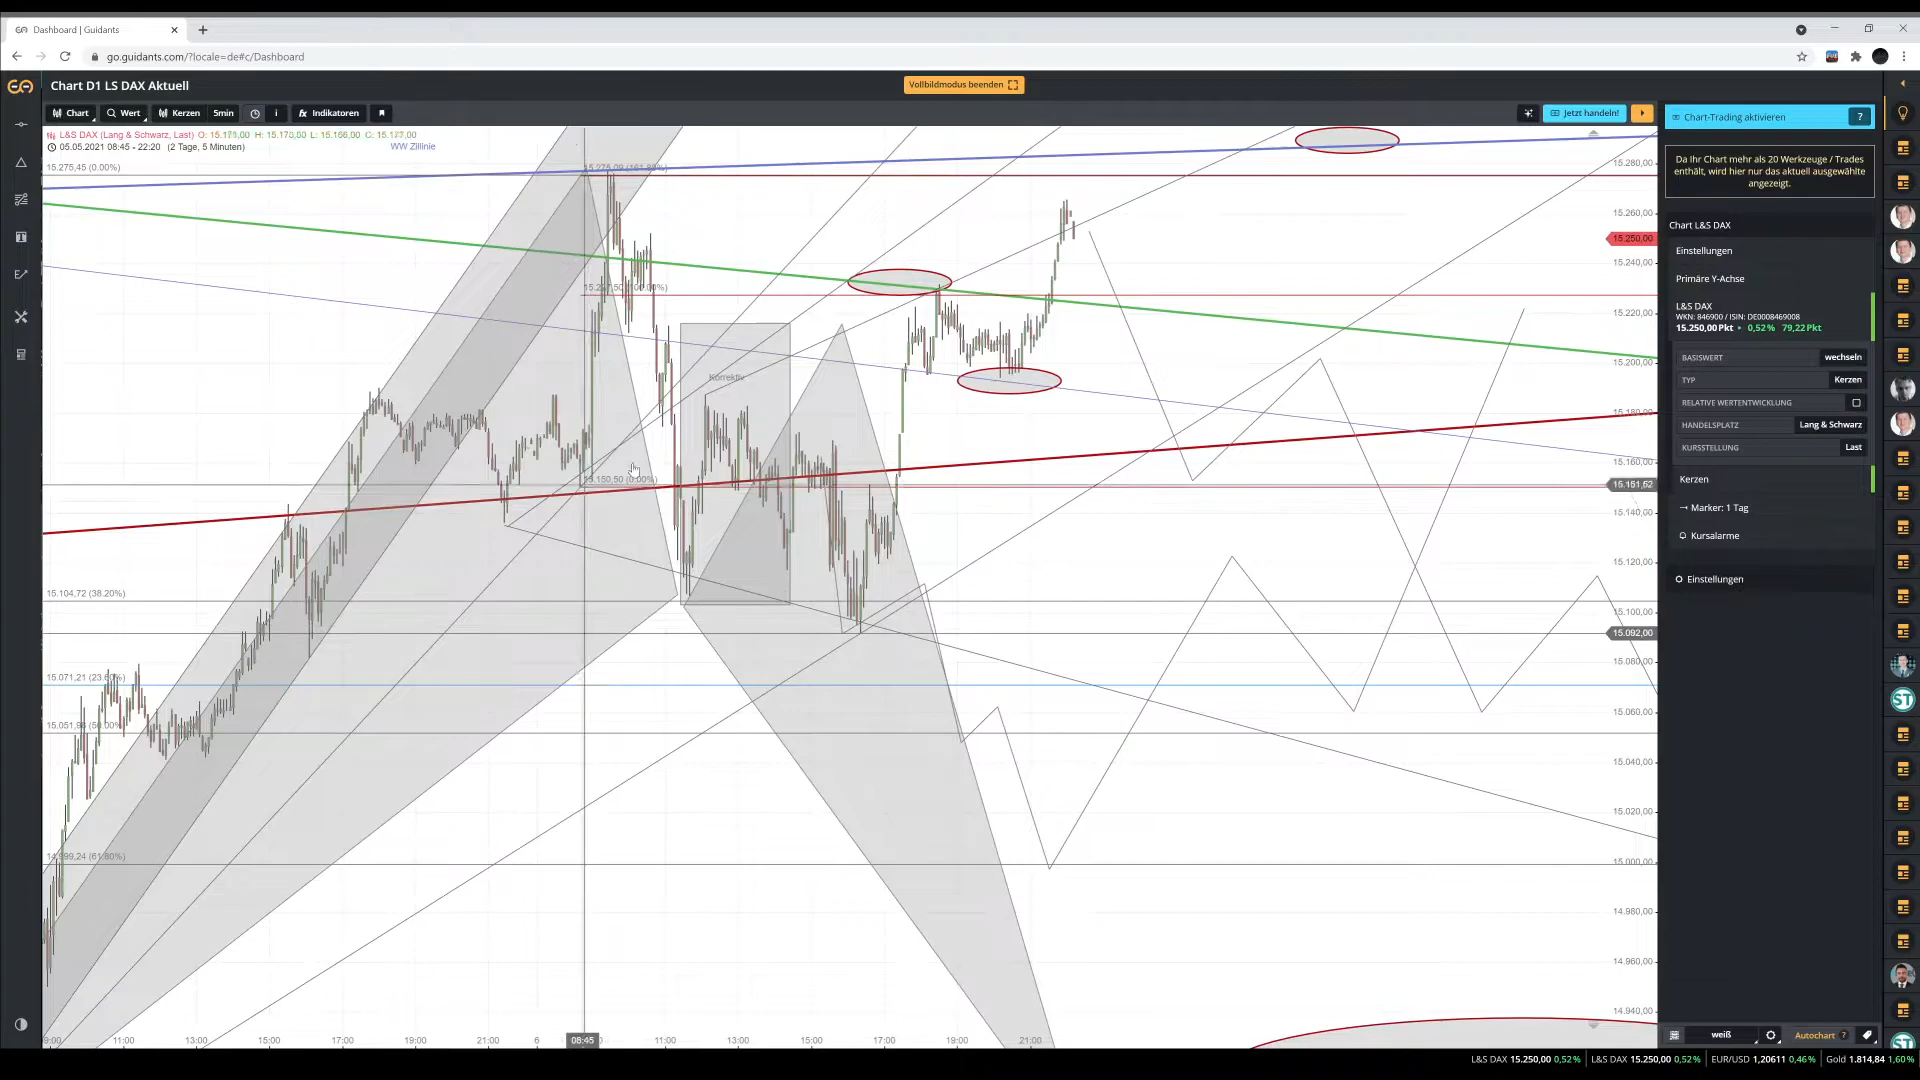 Dashboard | Guidants
go.guidants.com/?locale=de#c/Dashboard
Chart D1 LS DAX Aktuell
Vollbildmodus beenden
Chart
Wert
Kerzen
5min
i
Indikatoren
Jetzt handeln!
L&S DAX (Lang & Schwarz, Last)
05.05.2021 08:45 - 22:20 (2 Tage, 5 Minuten)
WW Zillinie
15.275,45 (0.00%)
Korrektiv
15.150,50 (0.00%)
15.104,72 (38.20%)
15.071,21 (23.60%)
15.280,00
15.260,00
15.250,00
15.240,00
15.220,00
15.200,00
15.180,00
15.160,00
15.151,52
15.140,00
15.120,00
15.100,00
15.092,00
15.080,00
15.060,00
15.040,00
15.020,00
15.000,00
14.980,00
14.960,00
14.940,00
11:00
13:00
15:00
17:00
19:00
21:00
6
08:45
11:00
13:00
15:00
17:00
19:00
21:00
Chart-Trading aktivieren
?
Da Ihr Chart mehr als 20 Werkzeuge / Trades
enthält, wird hier nur das aktuell ausgewählte
angezeigt.
Chart L&S DAX
Einstellungen
Primäre Y-Achse
L&S DAX
WKN: 846900 / ISIN: DE0008469008
15.250,00 Pkt • 0,52 % 79,22 Pkt
BASISWERT wechseln
TYP Kerzen
RELATIVE WERTENTWICKLUNG
HANDELSPLATZ Lang & Schwarz
KURSSTELLUNG Last
Kerzen
Marker: 1 Tag
Kursalarme
Einstellungen
ST
ST
weiß
Autochart ?
L&S DAX 15.250,00 0,52% L&S DAX 15.250,00 0,52% EUR/USD 1,20611 0,46% Gold 1.814,84 1,60%